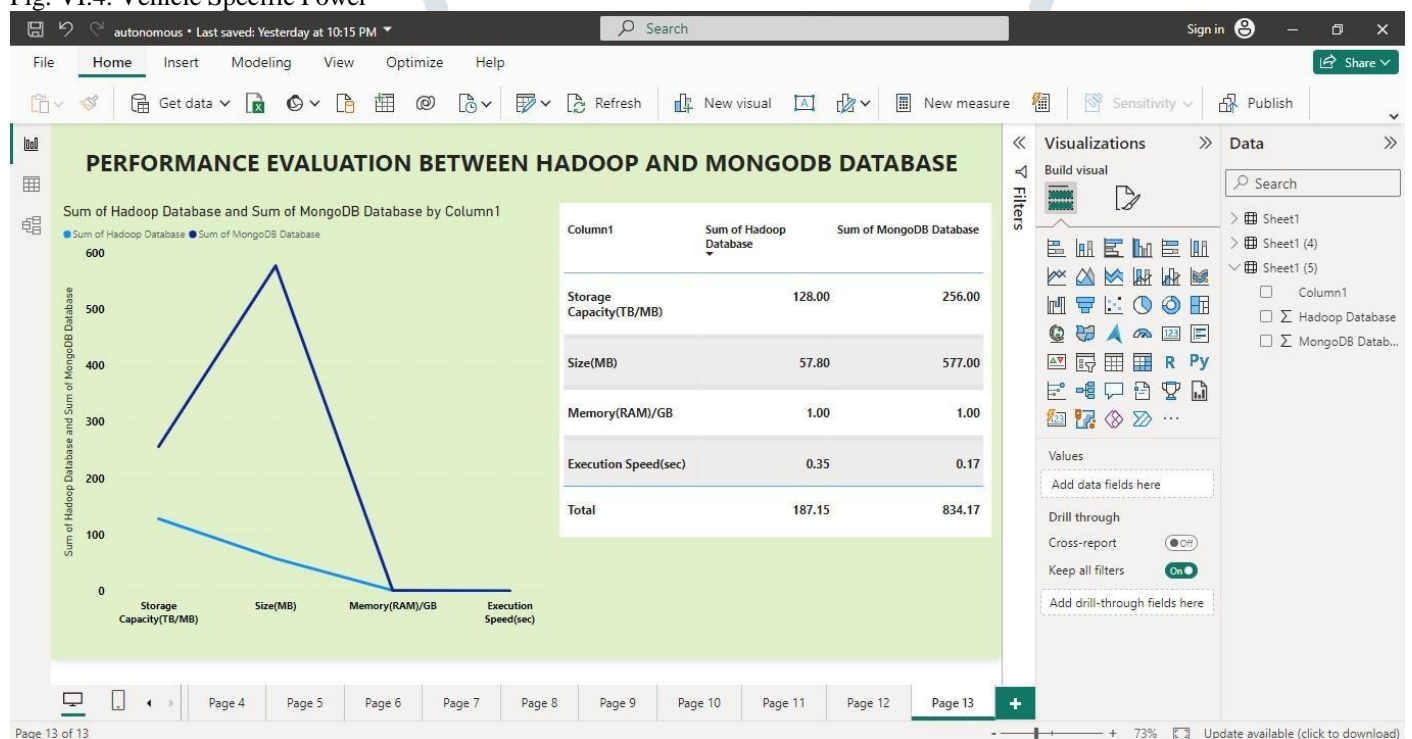 Fig. VI.4. Vehicle Specific Power
autonomous • Last saved: Yesterday at 10:15 PM
Search
Sign in
File Home Insert Modeling View Optimize Help
Share
Get data
Refresh
New visual
New measure
Sensitivity
Publish
PERFORMANCE EVALUATION BETWEEN HADOOP AND MONGODB DATABASE
Sum of Hadoop Database and Sum of MongoDB Database by Column1
Sum of Hadoop Database Sum of MongoDB Database
Sum of Hadoop Database and Sum of MongoDB Database
600
500
400
300
200
100
0
Storage
Capacity(TB/MB)
Size(MB)
Memory(RAM)/GB
Execution
Speed(sec)
Column1 Sum of Hadoop Sum of MongoDB Database
Database
Storage 128.00 256.00
Capacity(TB/MB)
Size(MB) 57.80 577.00
Memory(RAM)/GB 1.00 1.00
Execution Speed(sec) 0.35 0.17
Total 187.15 834.17
Filters
Visualizations
Build visual
123
R Py
123
Values
Add data fields here
Drill through
Cross-report Off
Keep all filters On
Add drill-through fields here
Data
Search
Sheet1
Sheet1 (4)
Sheet1 (5)
Column1
∑ Hadoop Database
∑ MongoDB Datab...
Page 4 Page 5 Page 6 Page 7 Page 8 Page 9 Page 10 Page 11 Page 12 Page 13
Page 13 of 13
- + 73% Update available (click to download)